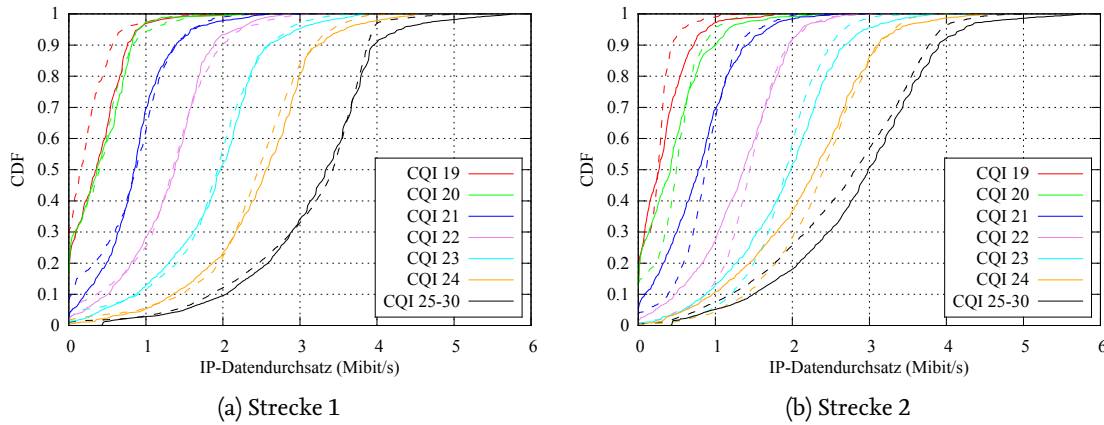 1
0.9
0.8
0.7
0.6
0.5
0.4
0.3
0.2
0.1
0
CDF
0 1 2 3 4 5 6
IP-Datendurchsatz (Mibit/s)
CQI 19
CQI 20
CQI 21
CQI 22
CQI 23
CQI 24
CQI 25-30
(a) Strecke 1
1
0.9
0.8
0.7
0.6
0.5
0.4
0.3
0.2
0.1
0
CDF
0 1 2 3 4 5 6
IP-Datendurchsatz (Mibit/s)
CQI 19
CQI 20
CQI 21
CQI 22
CQI 23
CQI 24
CQI 25-30
(b) Strecke 2